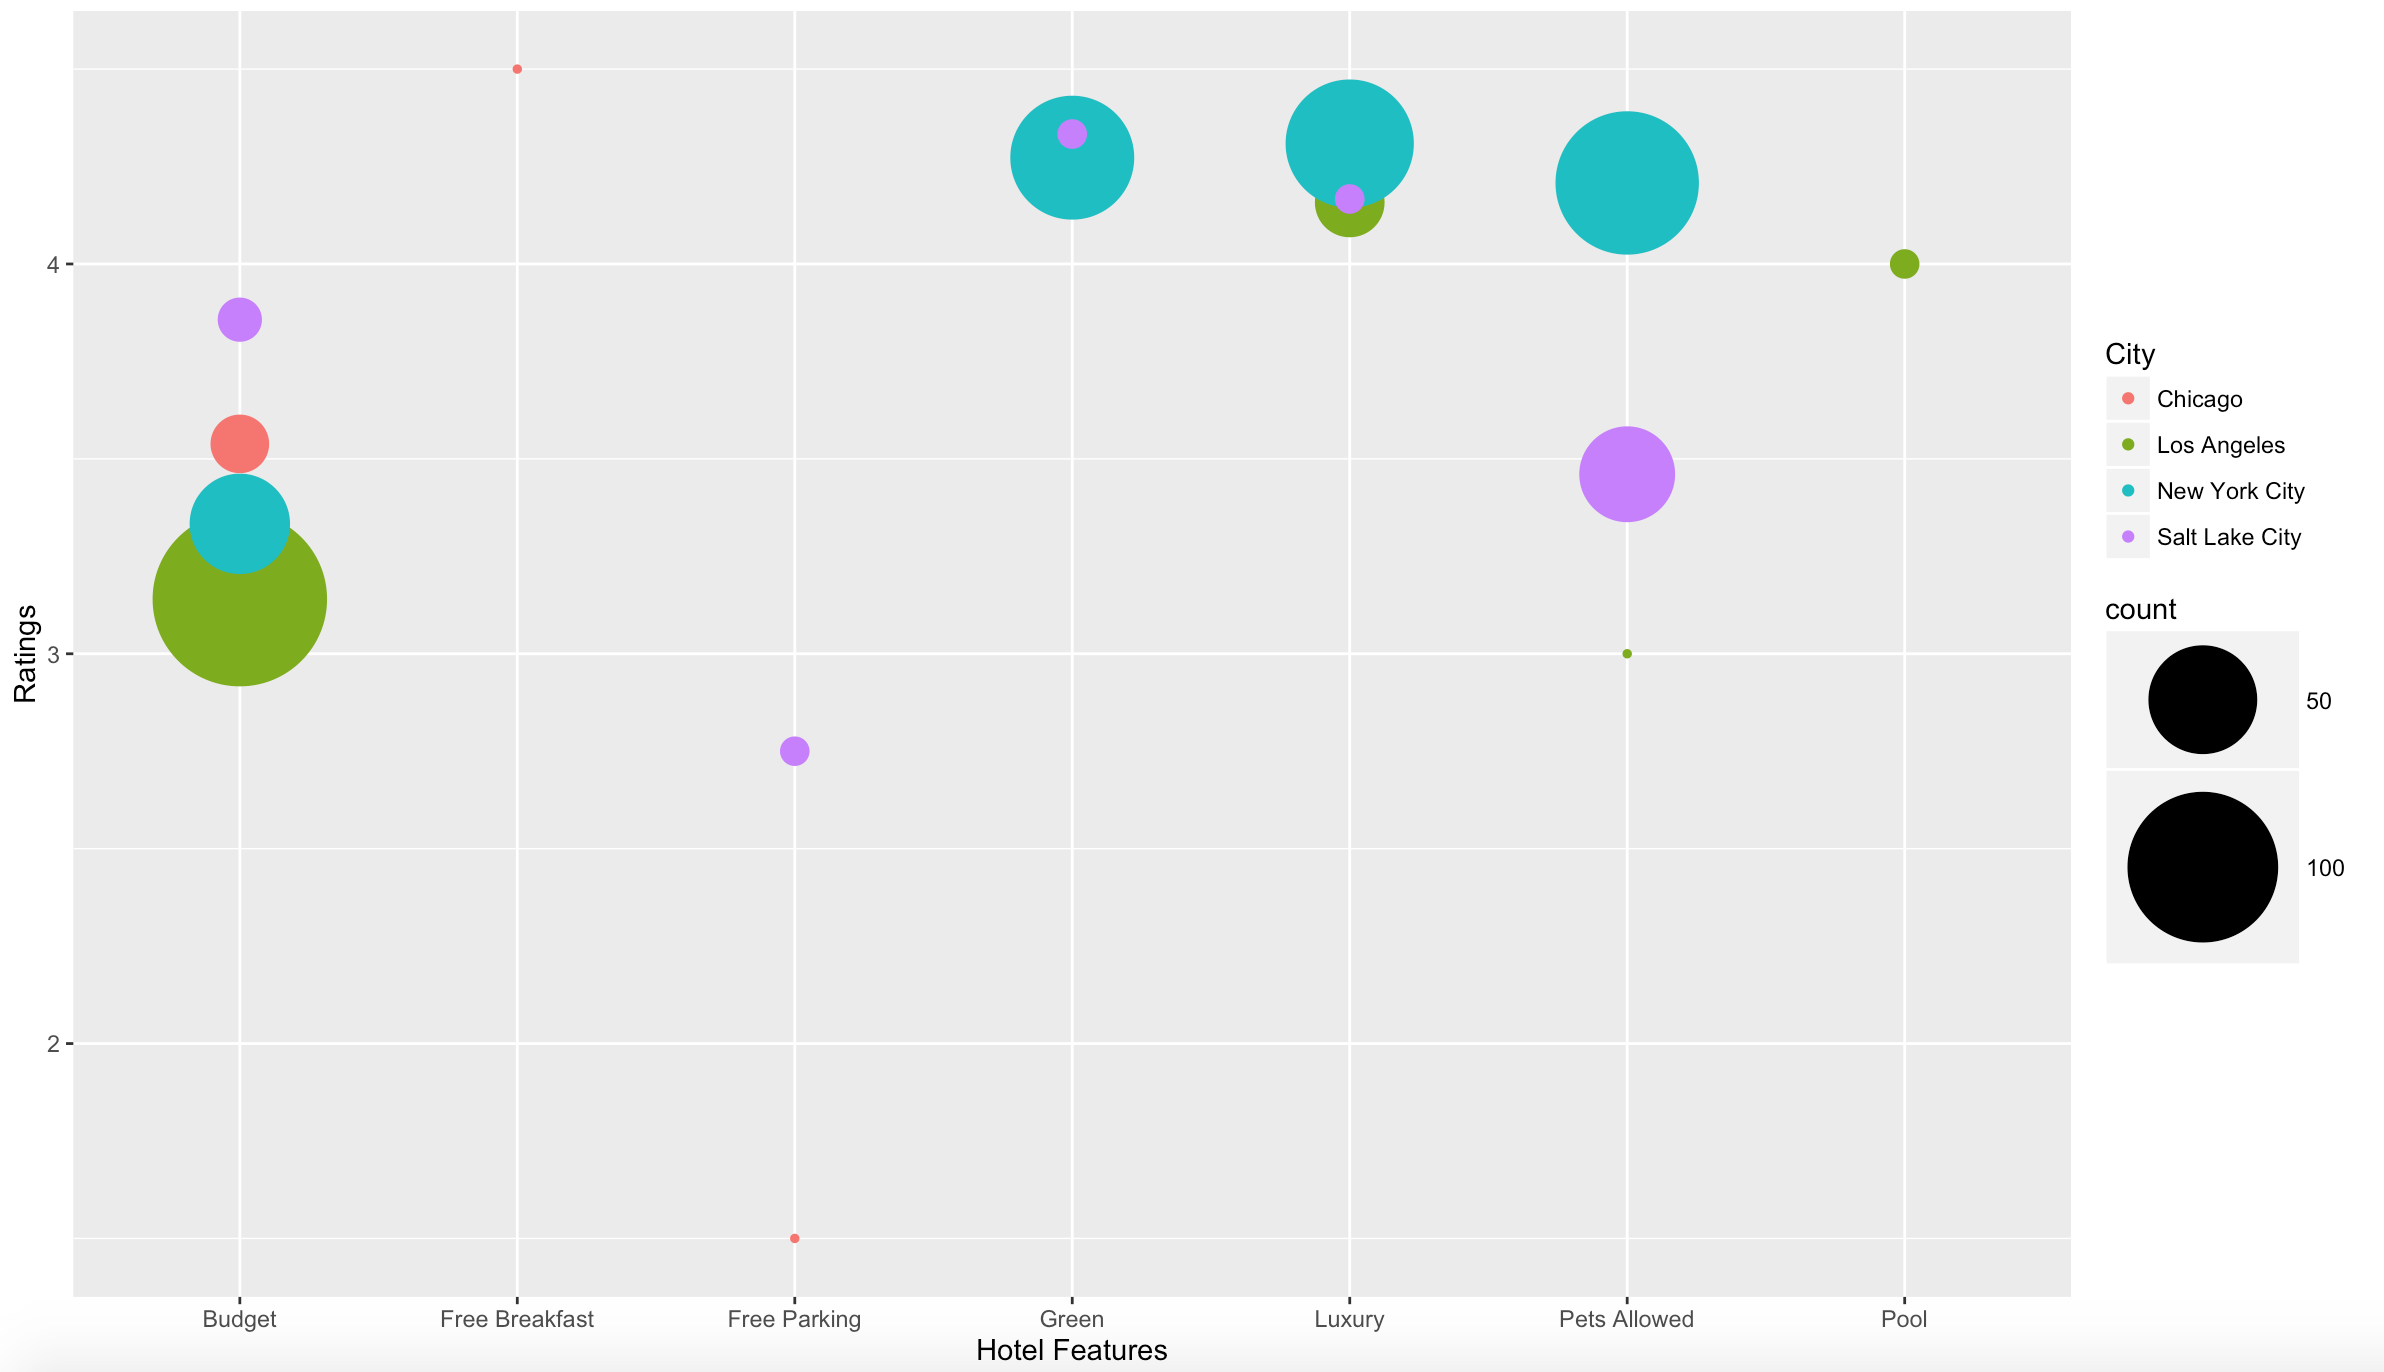 4
3
2
Ratings
Budget
Free Breakfast
Free Parking
Green
Luxury
Pets Allowed
Pool
Hotel Features
City
Chicago
Los Angeles
New York City
Salt Lake City
count
50
100